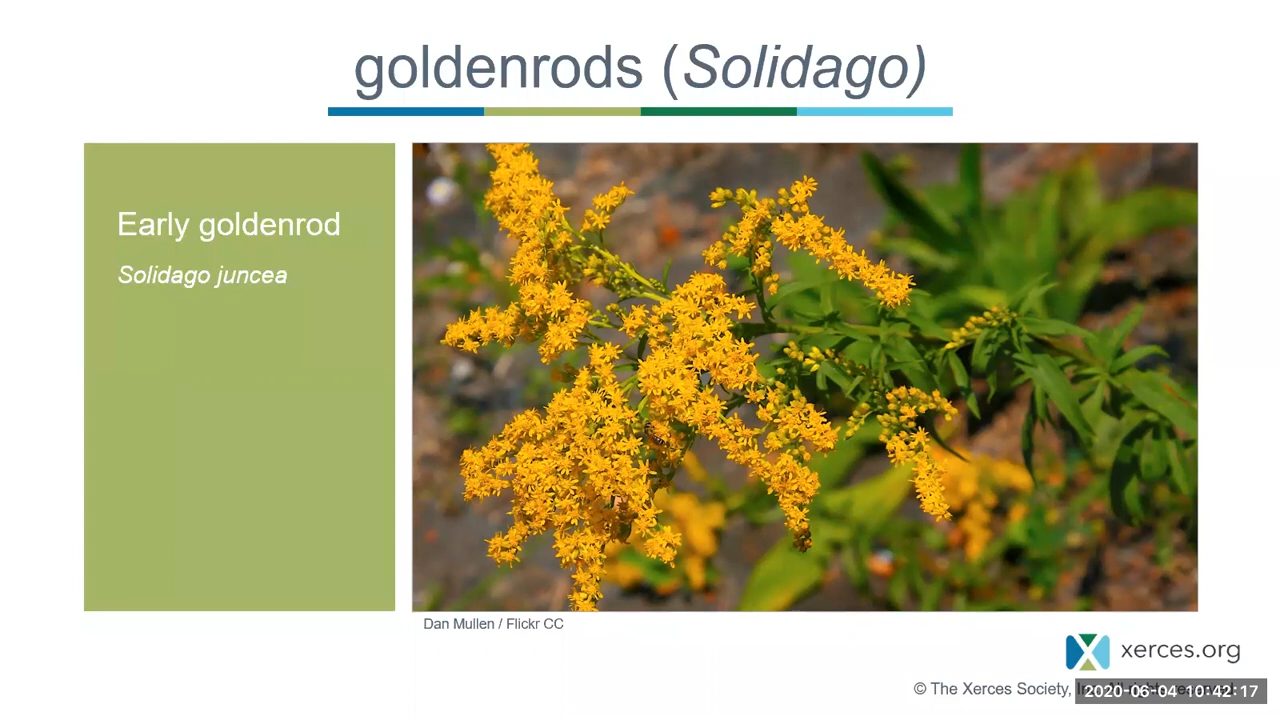 goldenrods (Solidago)
Early goldenrod
Solidago juncea
Dan Mullen / Flickr CC
xerces.org
© The Xerces Society,
2020-06-04 10:42:17